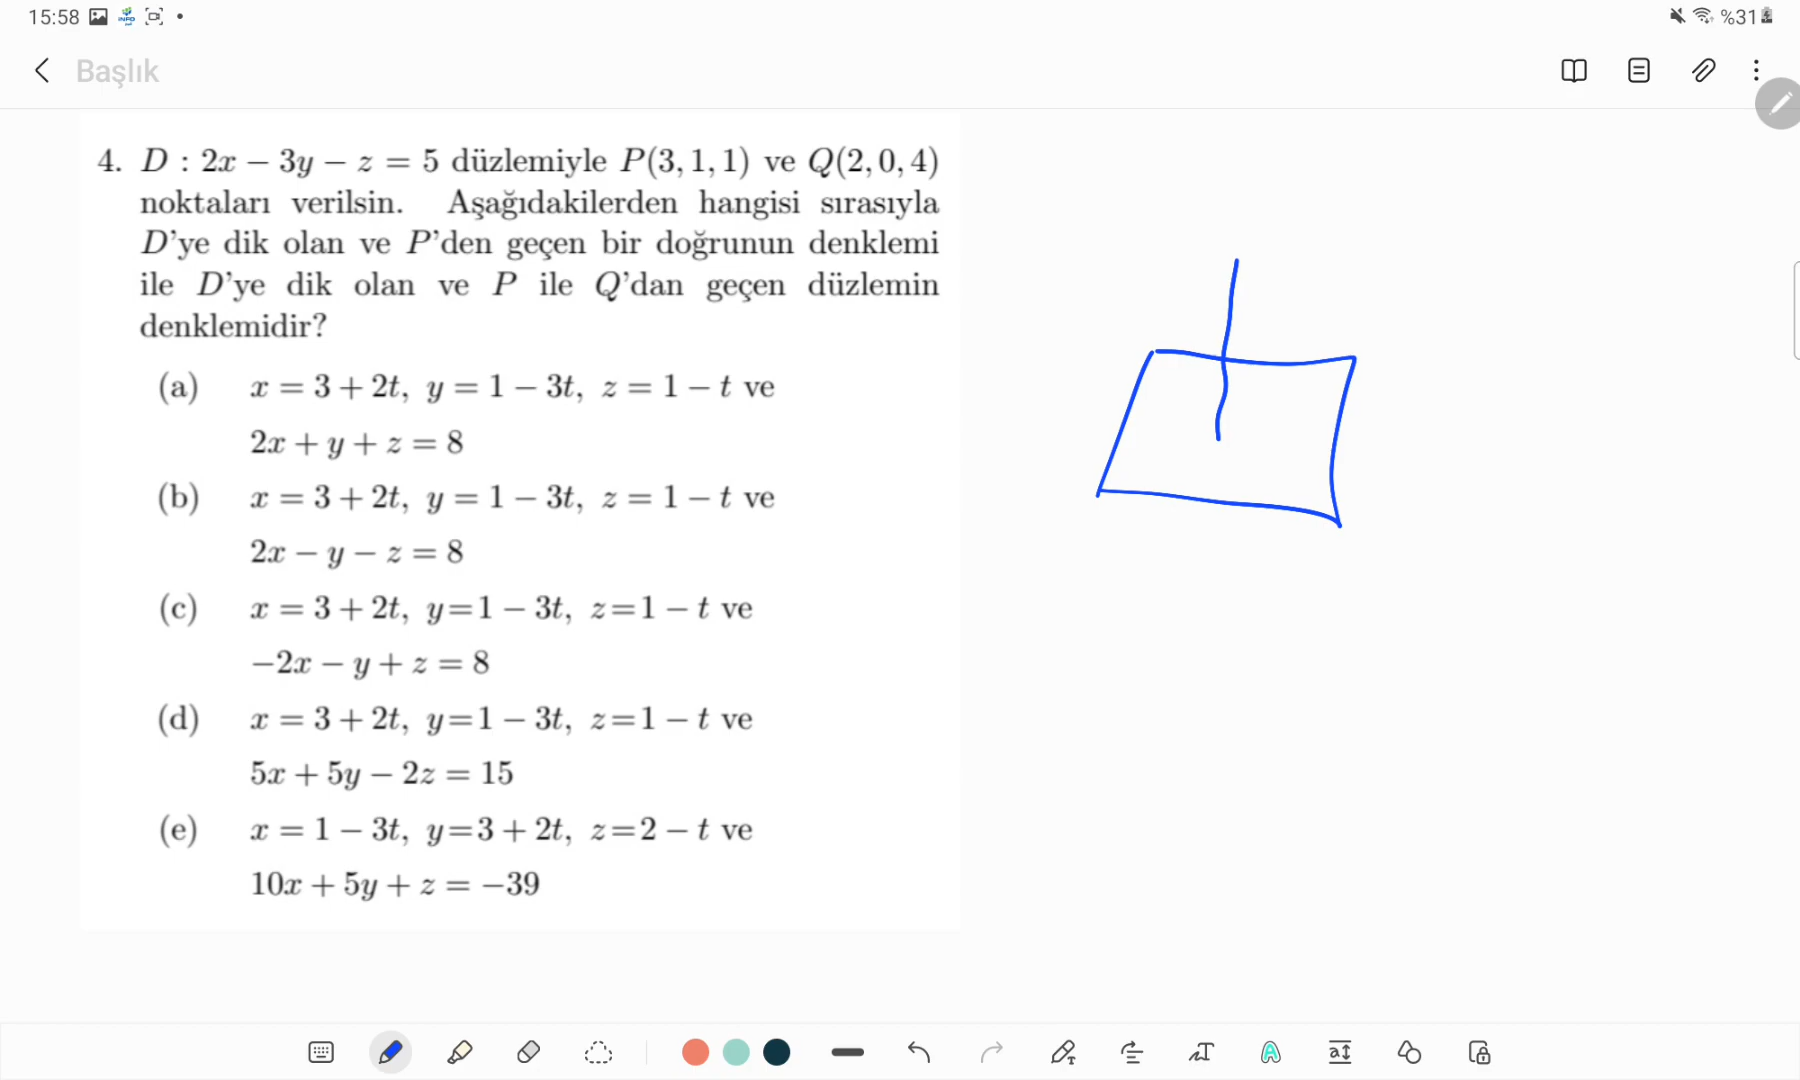 15:58
INFO
%31
Başlık
4. D : 2x − 3y − z = 5 düzlemiyle P(3, 1, 1) ve Q(2, 0, 4)
noktaları verilsin. Aşağıdakilerden hangisi sırasıyla
D’ye dik olan ve P’den geçen bir doğrunun denklemi
ile D’ye dik olan ve P ile Q’dan geçen düzlemin
denklemidir?
(a) x = 3 + 2t, y = 1 − 3t, z = 1 − t ve
2x + y + z = 8
(b) x = 3 + 2t, y = 1 − 3t, z = 1 − t ve
2x − y − z = 8
(c) x = 3 + 2t, y=1 − 3t, z=1 − t ve
−2x − y + z = 8
(d) x = 3 + 2t, y=1 − 3t, z=1 − t ve
5x + 5y − 2z = 15
(e) x = 1 − 3t, y=3 + 2t, z=2 − t ve
10x + 5y + z = −39